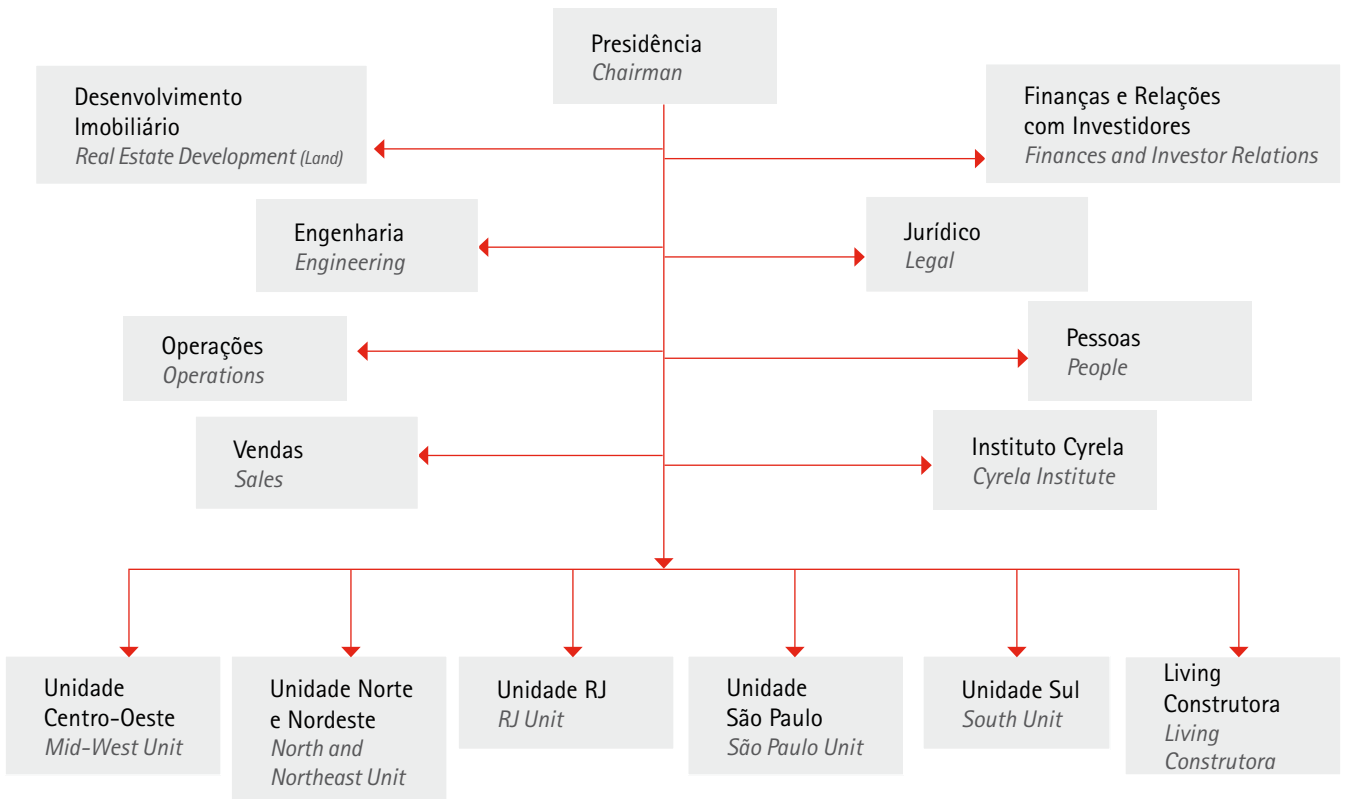 Presidência
Chairman
Desenvolvimento
Imobiliário
Real Estate Development (Land)
Finanças e Relações
com Investidores
Finances and Investor Relations
Engenharia
Engineering
Jurídico
Legal
Operações
Operations
Pessoas
People
Vendas
Sales
Instituto Cyrela
Cyrela Institute
Unidade
Centro-Oeste
Mid-West Unit
Unidade Norte
e Nordeste
North and
Northeast Unit
Unidade RJ
RJ Unit
Unidade
São Paulo
São Paulo Unit
Unidade Sul
South Unit
Living
Construtora
Living
Construtora